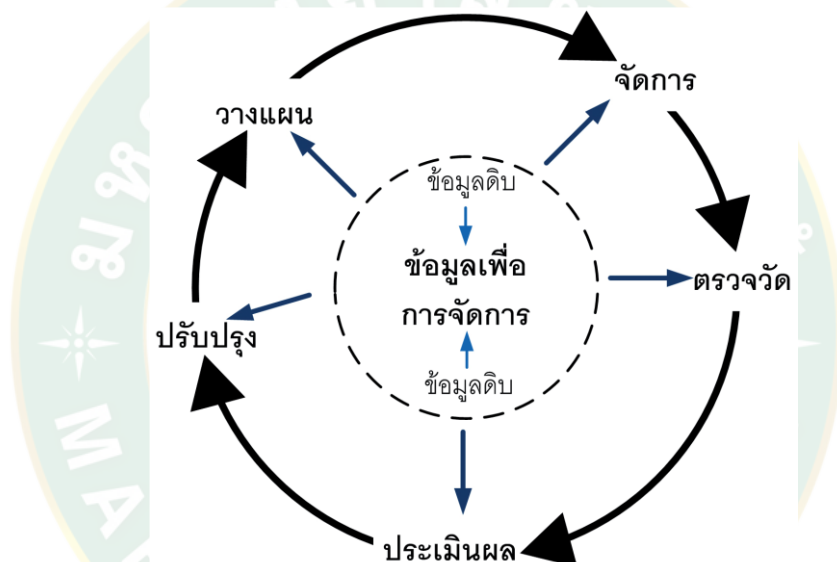 จัดการ
วางแผน
ข้อมูลดิบ
ข้อมูลเพื่อ
การจัดการ
ตรวจวัด
ปรับปรุง
ข้อมูลดิบ
ประเมินผล